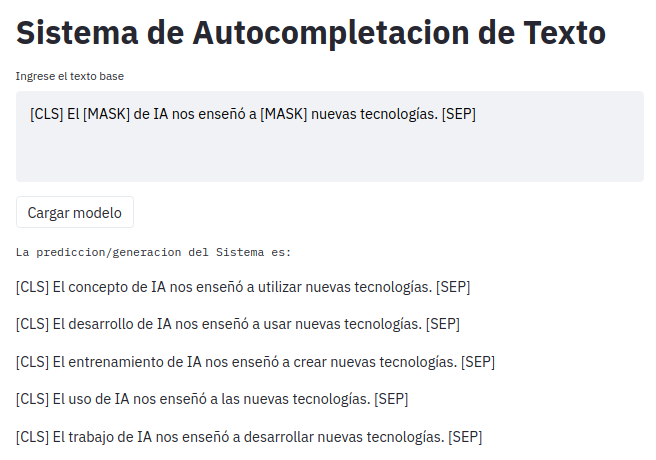 Sistema de Autocompletacion de Texto
Ingrese el texto base
[CLS] El [MASK] de IA nos enseñó a [MASK] nuevas tecnologías. [SEP]
Cargar modelo
La prediccion/generacion del Sistema es:
[CLS] El concepto de IA nos enseñó a utilizar nuevas tecnologías. [SEP]
[CLS] El desarrollo de IA nos enseñó a usar nuevas tecnologías. [SEP]
[CLS] El entrenamiento de IA nos enseñó a crear nuevas tecnologías. [SEP]
[CLS] El uso de IA nos enseñó a las nuevas tecnologías. [SEP]
[CLS] El trabajo de IA nos enseñó a desarrollar nuevas tecnologías. [SEP]